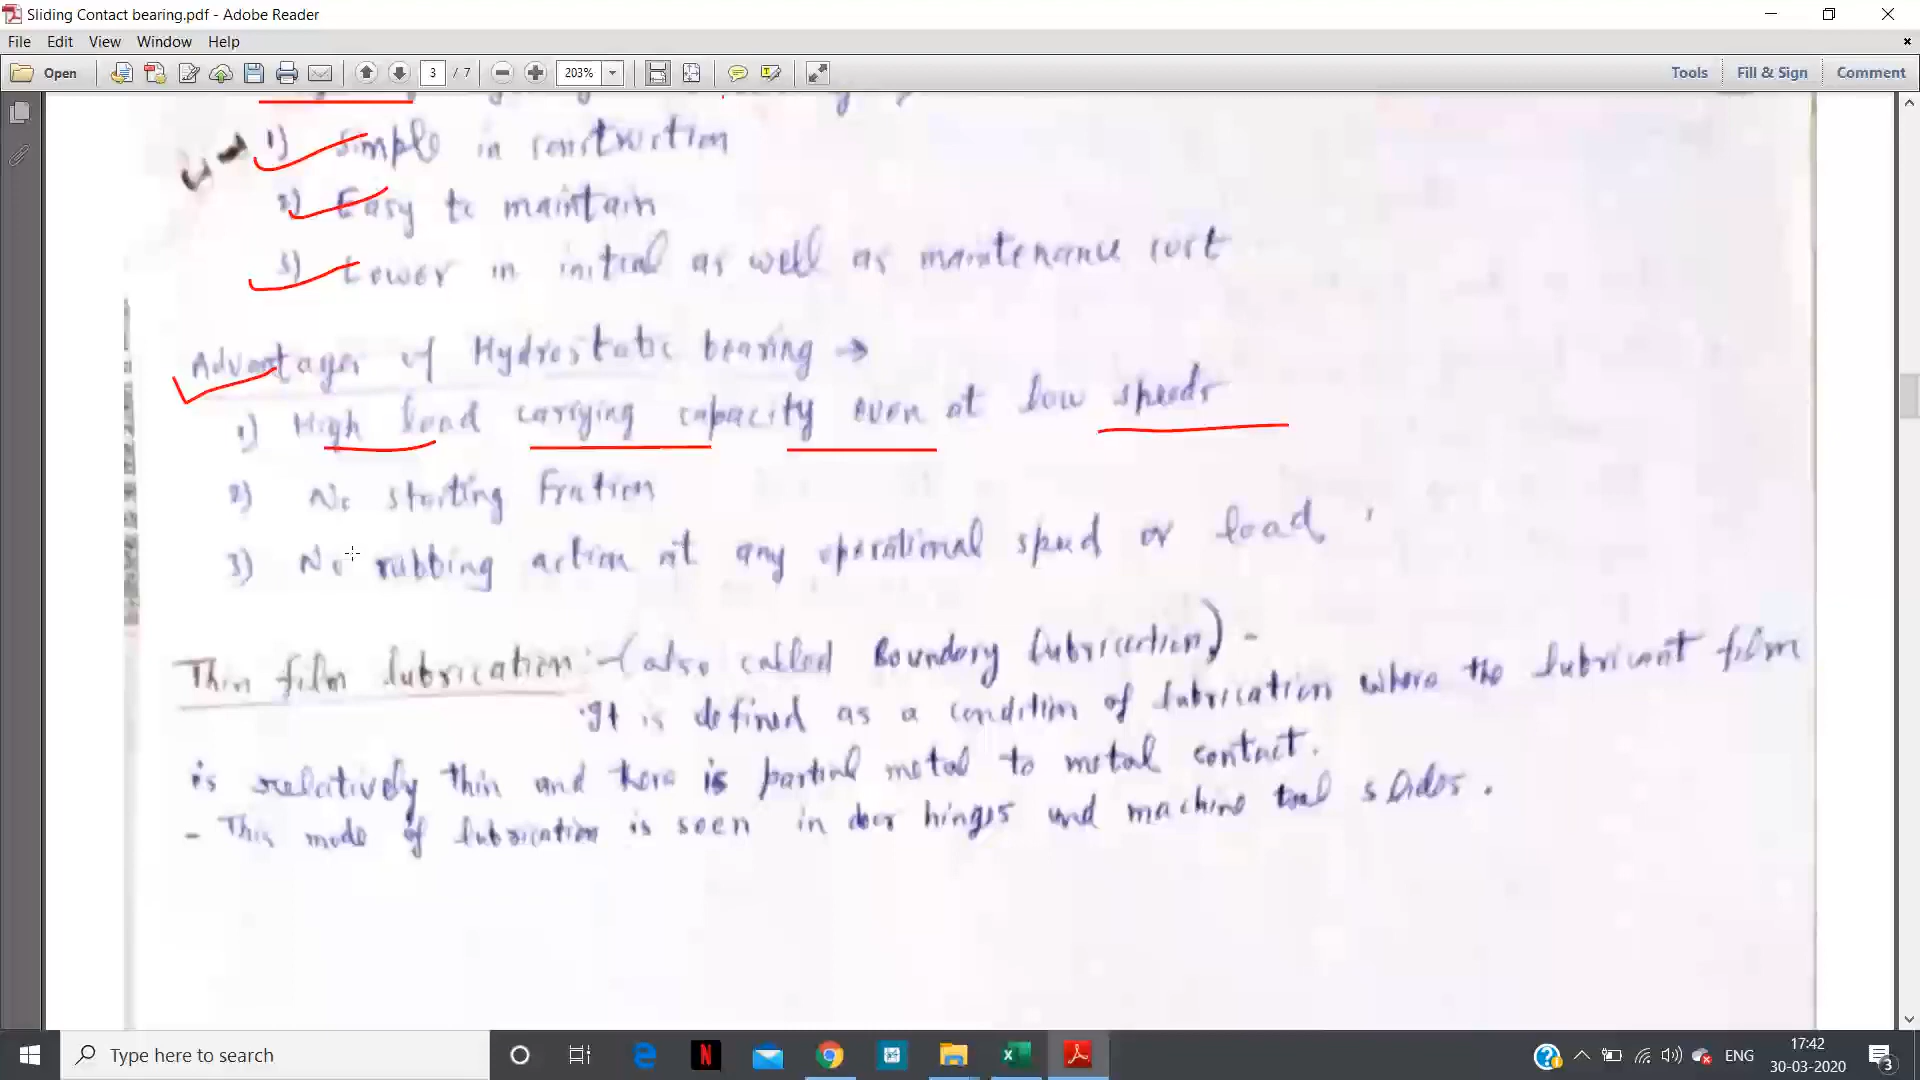 Sliding Contact bearing.pdf - Adobe Reader
File Edit View Window Help
Open 3 / 7 203% Tools Fill & Sign Comment
1) Simple in construction
2) Easy to maintain
3) Lower in initial as well as maintenance cost
Advantages of Hydrostatic bearing →
1) High load carrying capacity even at low speeds
2) No starting Friction
3) No rubbing action at any operational speed or load.
Thin film lubrication :- (also called Boundary Lubrication) -
It is defined as a condition of lubrication where the lubricant film
is relatively thin and there is partial metal to metal contact.
- This mode of lubrication is seen in door hinges and machine tool slides.
Type here to search
ENG
17:42
30-03-2020
3